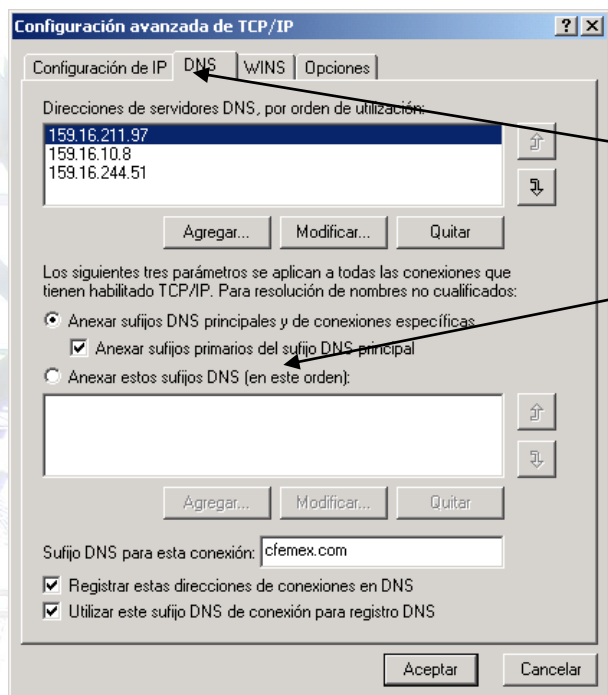 Configuración avanzada de TCP/IP
Configuración de IP DNS WINS Opciones
Direcciones de servidores DNS, por orden de utilización:
159.16.211.97
159.16.10.8
159.16.244.51
Agregar... Modificar... Quitar
Los siguientes tres parámetros se aplican a todas las conexiones que
tienen habilitado TCP/IP. Para resolución de nombres no cualificados:
Anexar sufijos DNS principales y de conexiones específicas
Anexar sufijos primarios del sufijo DNS principal
Anexar estos sufijos DNS (en este orden):
Agregar... Modificar... Quitar
Sufijo DNS para esta conexión: cfemex.com
Registrar estas direcciones de conexiones en DNS
Utilizar este sufijo DNS de conexión para registro DNS
Aceptar Cancelar